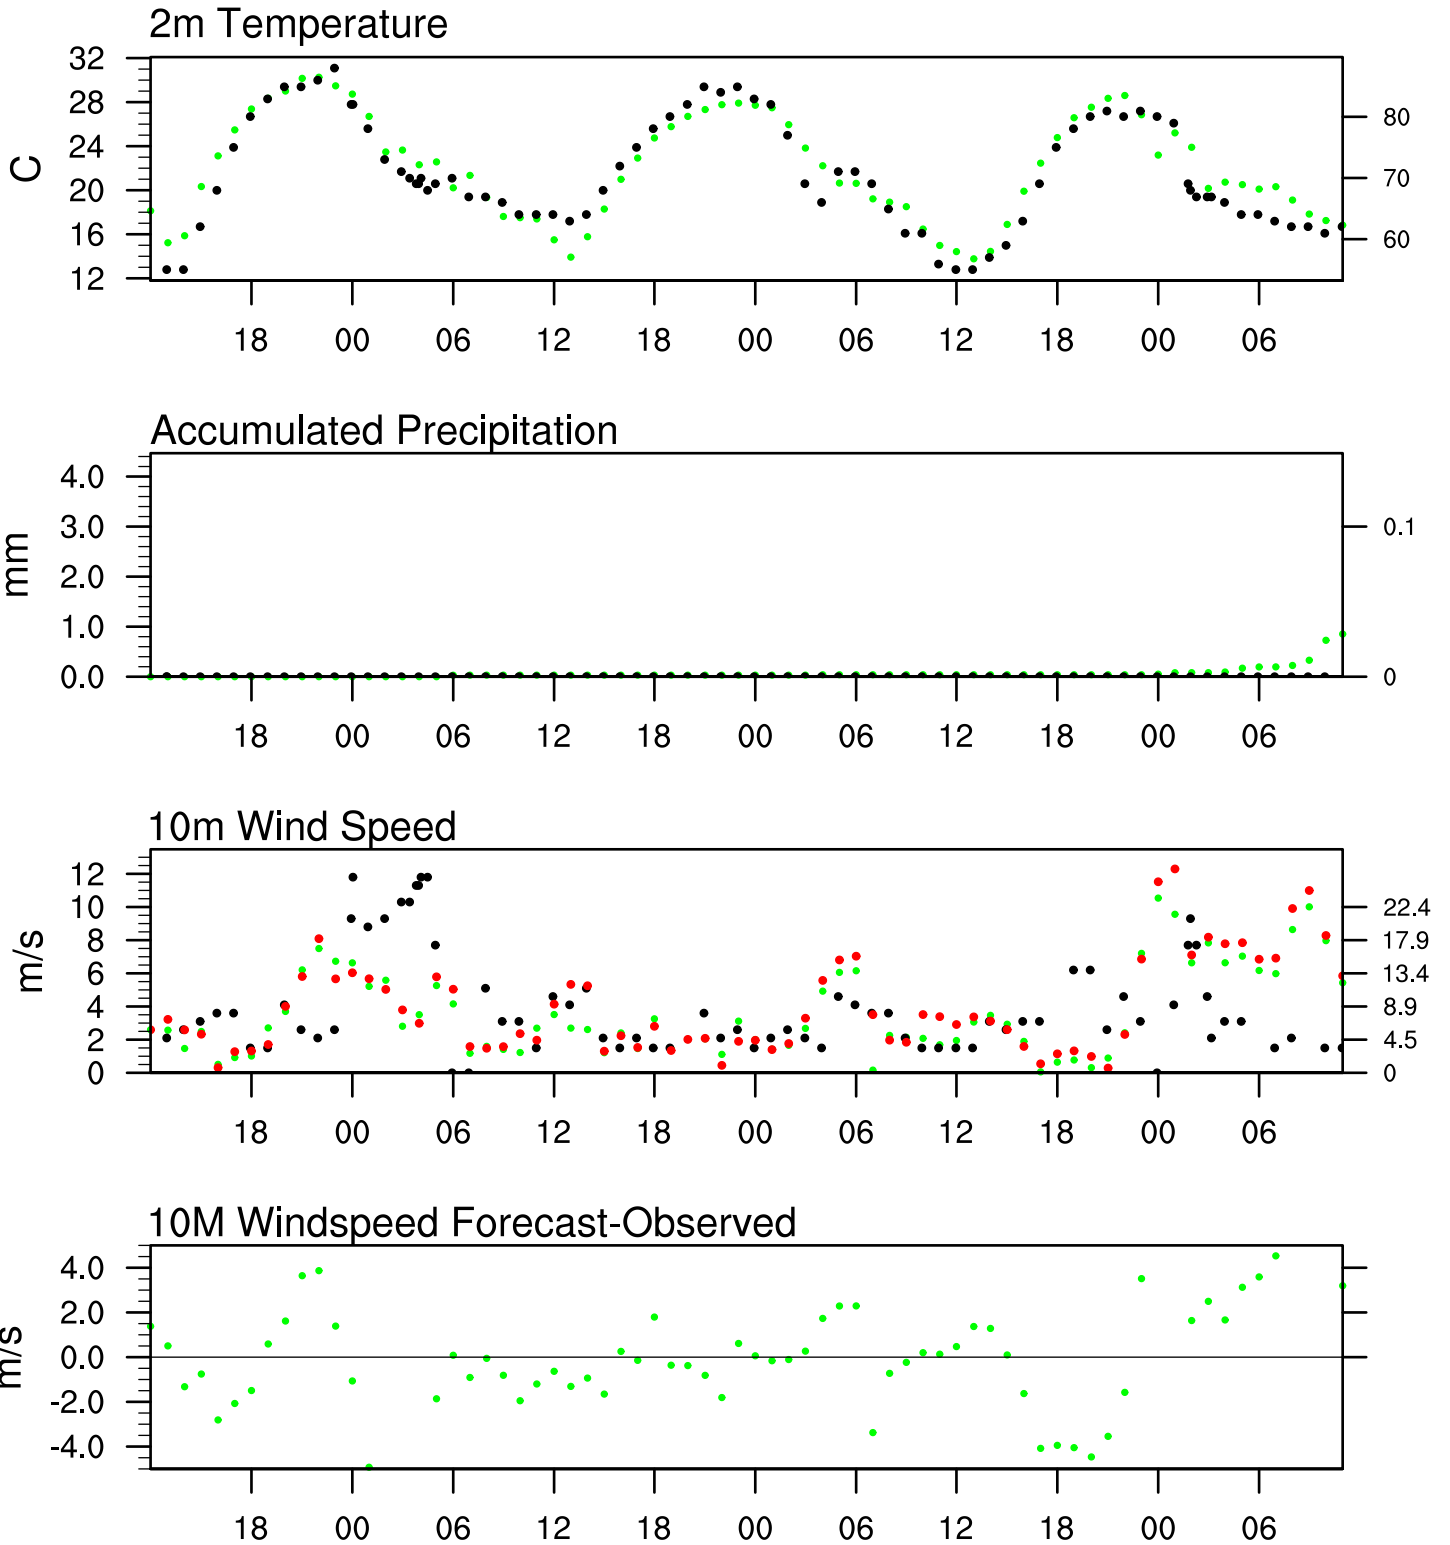 2m Temperature
32
28
24
20
16
12
C
80
70
60
18 00 06 12 18 00 06 12 18 00 06
Accumulated Precipitation
4.0
3.0
2.0
1.0
0.0
mm
0.1
0
18 00 06 12 18 00 06 12 18 00 06
10m Wind Speed
12
10
8
6
4
2
0
m/s
22.4
17.9
13.4
8.9
4.5
0
18 00 06 12 18 00 06 12 18 00 06
10M Windspeed Forecast-Observed
4.0
2.0
0.0
-2.0
-4.0
m/s
18 00 06 12 18 00 06 12 18 00 06